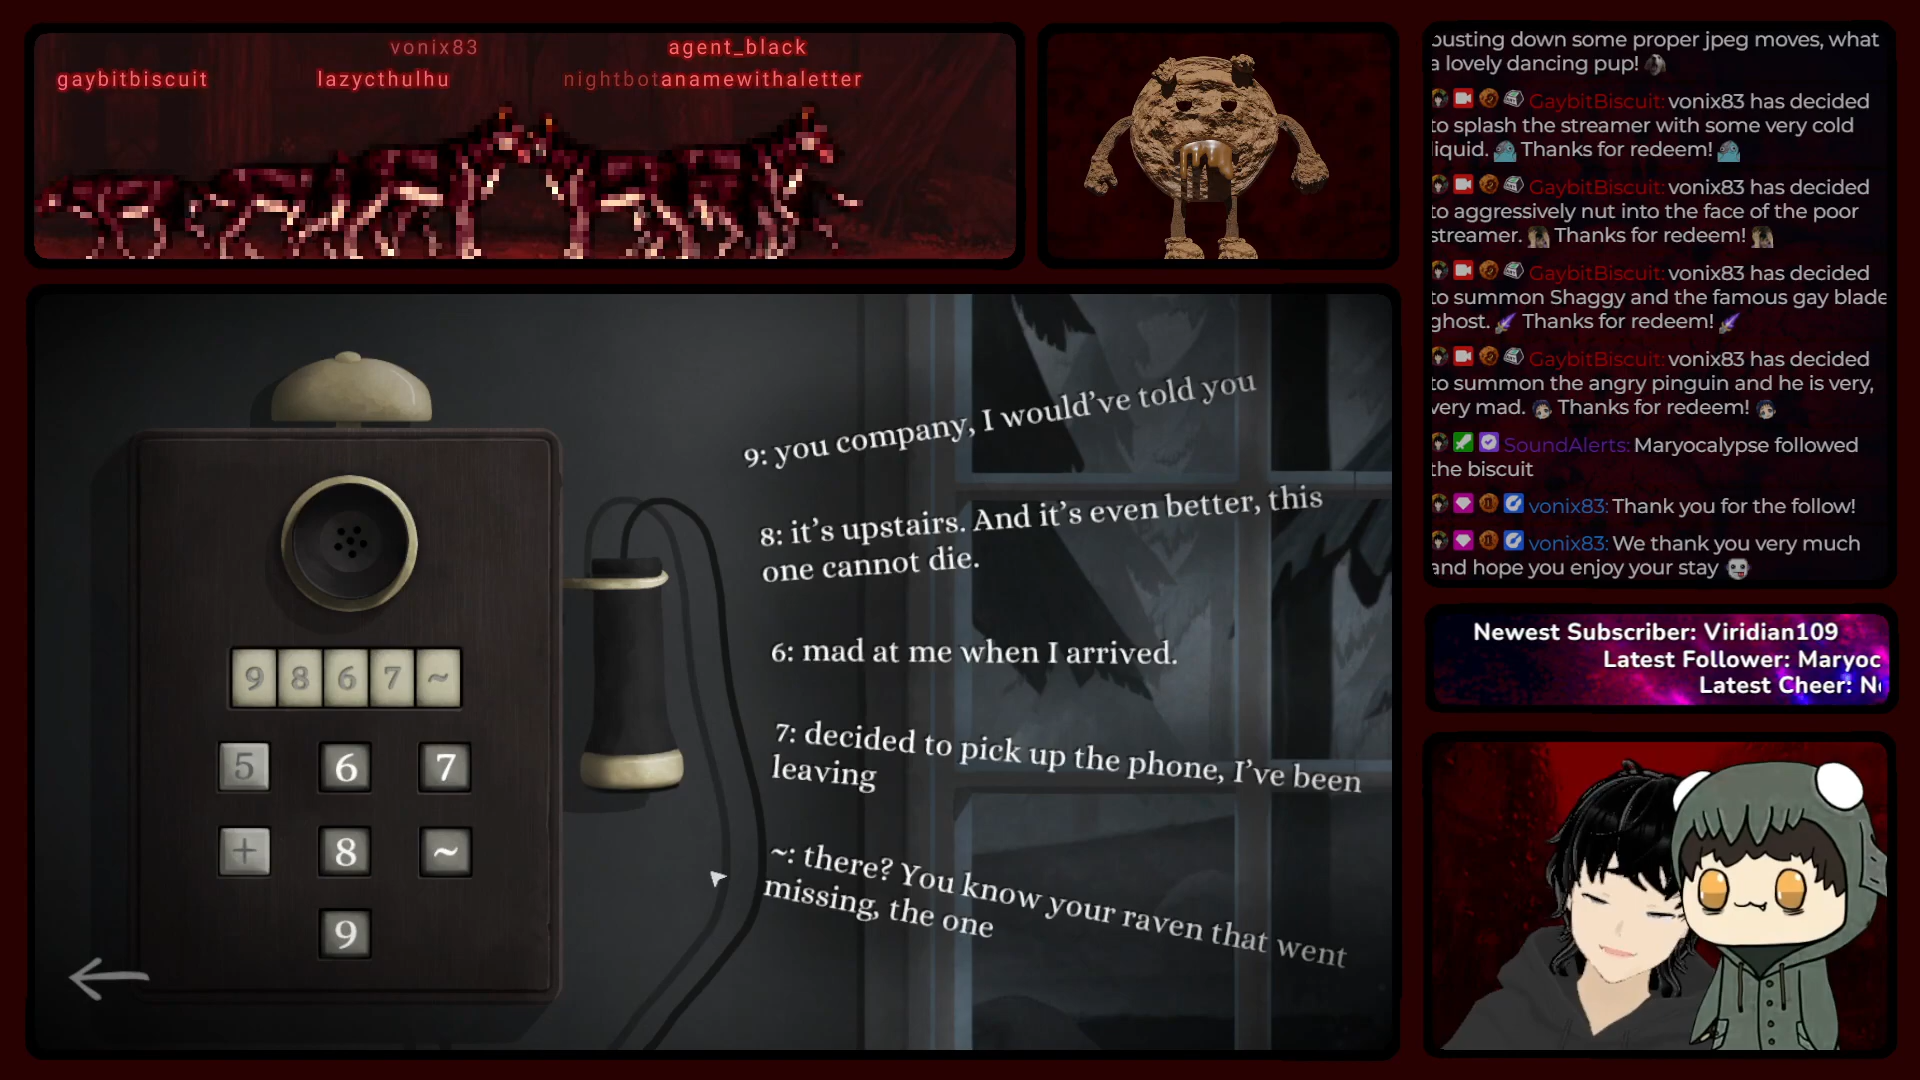 vonix83
agent_black
gaybitbiscuit
lazycthulhu
nightbot
anamewithaletter
9: you company, I would've told you
8: it's upstairs. And it's even better, this
one cannot die.
6: mad at me when I arrived.
7: decided to pick up the phone, I've been
leaving
~: there? You know your raven that went
missing, the one
9 8 6 7 ~
5 6 7
+ 8 ~
9
busting down some proper jpeg moves, what
a lovely dancing pup!
GaybitBiscuit: vonix83 has decided
to splash the streamer with some very cold
liquid. Thanks for redeem!
GaybitBiscuit: vonix83 has decided
to aggressively nut into the face of the poor
streamer. Thanks for redeem!
GaybitBiscuit: vonix83 has decided
to summon Shaggy and the famous gay blade
ghost. Thanks for redeem!
GaybitBiscuit: vonix83 has decided
to summon the angry pinguin and he is very,
very mad. Thanks for redeem!
SoundAlerts: Maryocalypse followed
the biscuit
vonix83: Thank you for the follow!
vonix83: We thank you very much
and hope you enjoy your stay
Newest Subscriber: Viridian109
Latest Follower: Maryoc
Latest Cheer: N